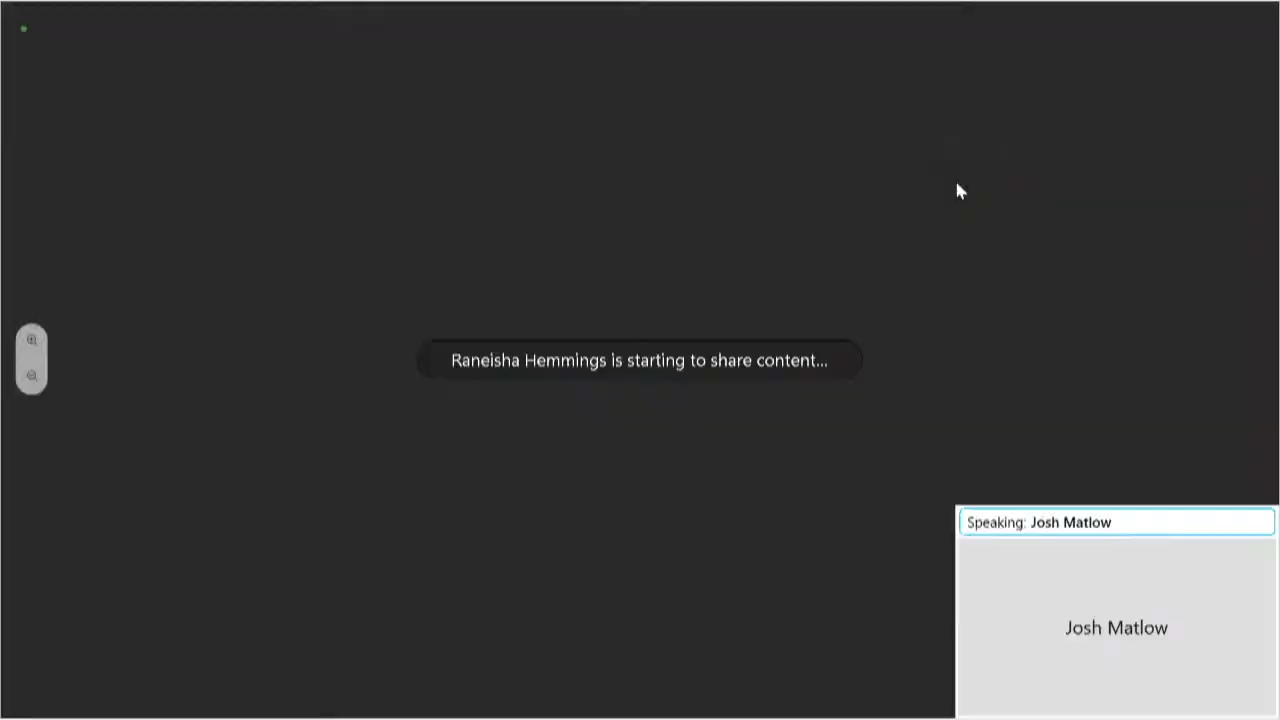 Raneisha Hemmings is starting to share content...
Speaking: Josh Matlow
Josh Matlow